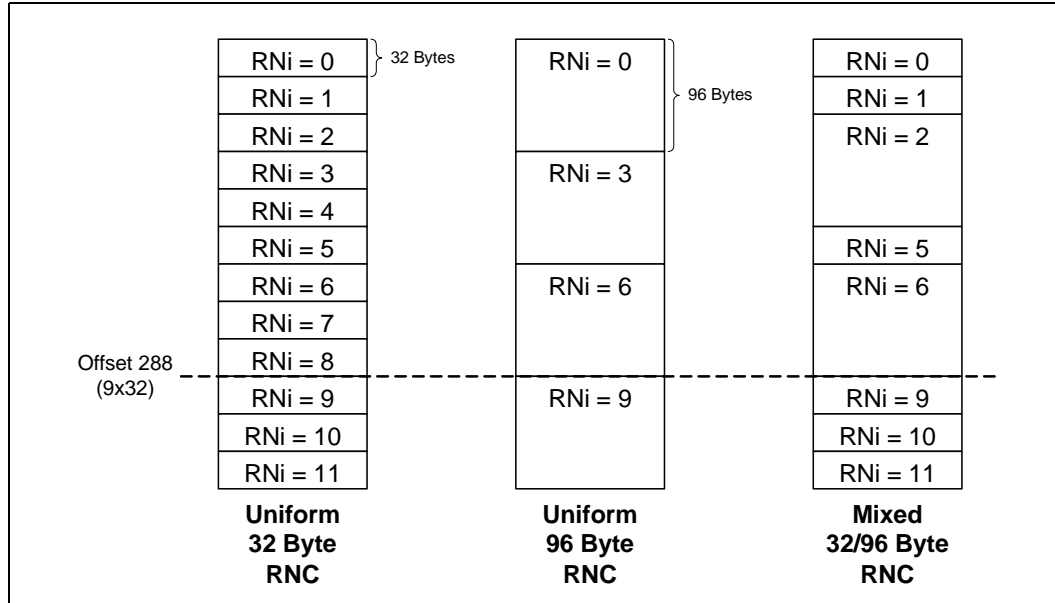 RNi = 0
32 Bytes
RNi = 1
RNi = 2
RNi = 3
RNi = 4
RNi = 5
RNi = 6
RNi = 7
RNi = 8
RNi = 9
RNi = 10
RNi = 11
Offset 288
(9x32)
Uniform
32 Byte
RNC
RNi = 0
96 Bytes
RNi = 3
RNi = 6
RNi = 9
Uniform
96 Byte
RNC
RNi = 0
RNi = 1
RNi = 2
RNi = 5
RNi = 6
RNi = 9
RNi = 10
RNi = 11
Mixed
32/96 Byte
RNC